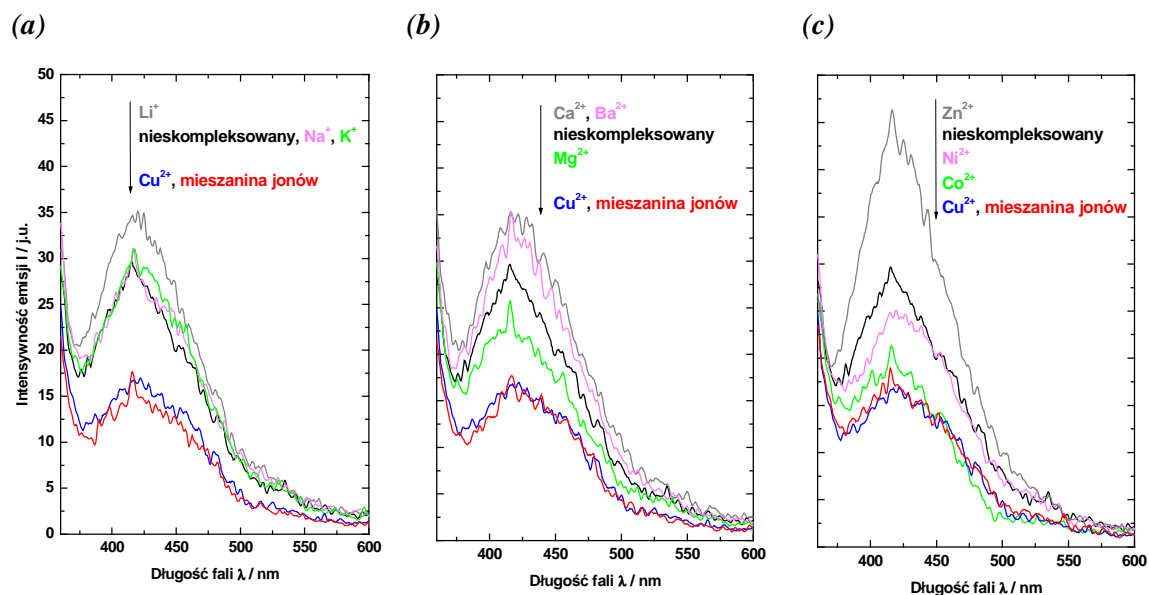 (a)
(b)
(c)
Intensywność emisji I / j.u.
50
45
40
35
30
25
20
15
10
5
0
Li⁺
nieskompleksowany, Na⁺, K⁺
Cu²⁺, mieszanina jonów
400
450
500
550
600
Długość fali λ / nm
Ca²⁺, Ba²⁺
nieskompleksowany
Mg²⁺
Cu²⁺, mieszanina jonów
400
450
500
550
600
Długość fali λ / nm
Zn²⁺
nieskompleksowany
Ni²⁺
Co²⁺
Cu²⁺, mieszanina jonów
400
450
500
550
600
Długość fali λ / nm